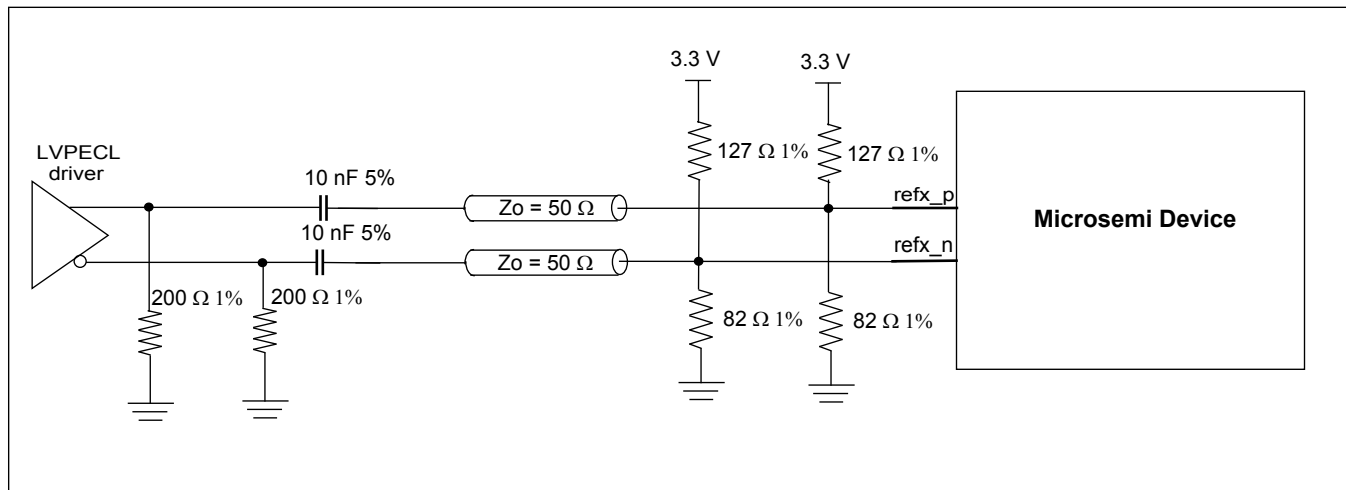 3.3 V
3.3 V
LVPECL
driver
127 Ω 1%
127 Ω 1%
10 nF 5%
Zo = 50 Ω
refx_p
Microsemi Device
10 nF 5%
Zo = 50 Ω
refx_n
200 Ω 1%
200 Ω 1%
82 Ω 1%
82 Ω 1%